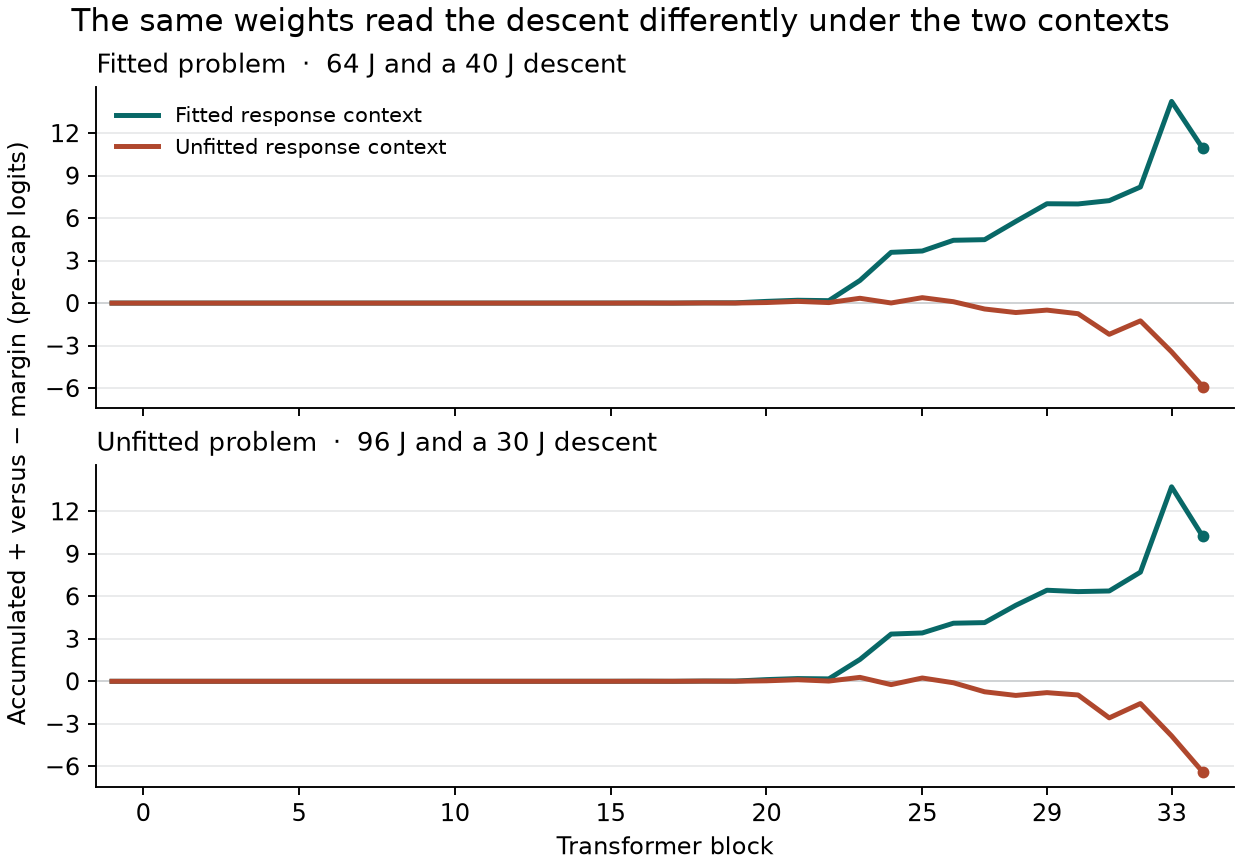 The same weights read the descent differently under the two contexts
Fitted problem · 64 J and a 40 J descent
Fitted response context
Unfitted response context
12
9
6
3
0
−3
−6
Accumulated + versus − margin (pre-cap logits)
Unfitted problem · 96 J and a 30 J descent
12
9
6
3
0
−3
−6
0 5 10 15 20 25 29 33
Transformer block